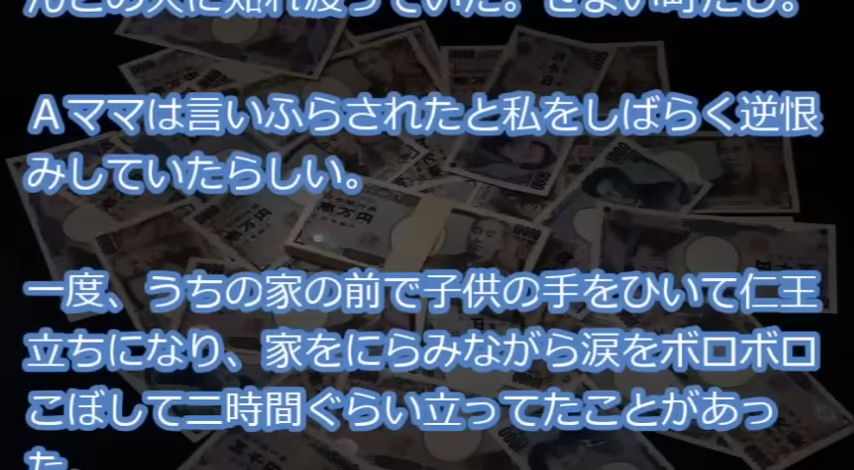 んどの人に知れ渡っていた。せまい町だし。
Aママは言いふらされたと私をしばらく逆恨
みしていたらしい。
一度、うちの家の前で子供の手をひいて仁王
立ちになり、家をにらみながら涙をボロボロ
こぼして二時間ぐらい立ってたことがあっ
た。